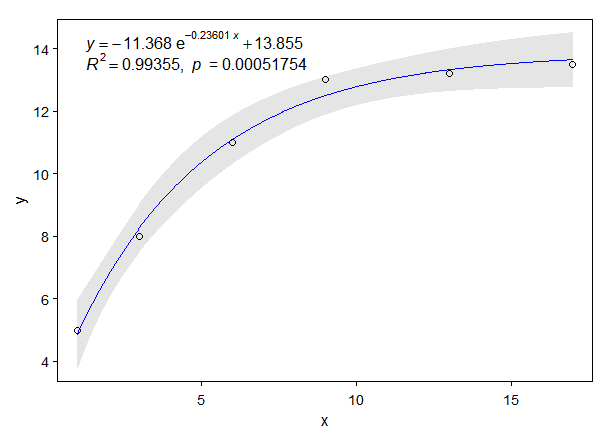 y = −11.368 e^−0.23601 x + 13.855
R² = 0.99355, p = 0.00051754
14
12
10
8
6
4
y
5 10 15
x